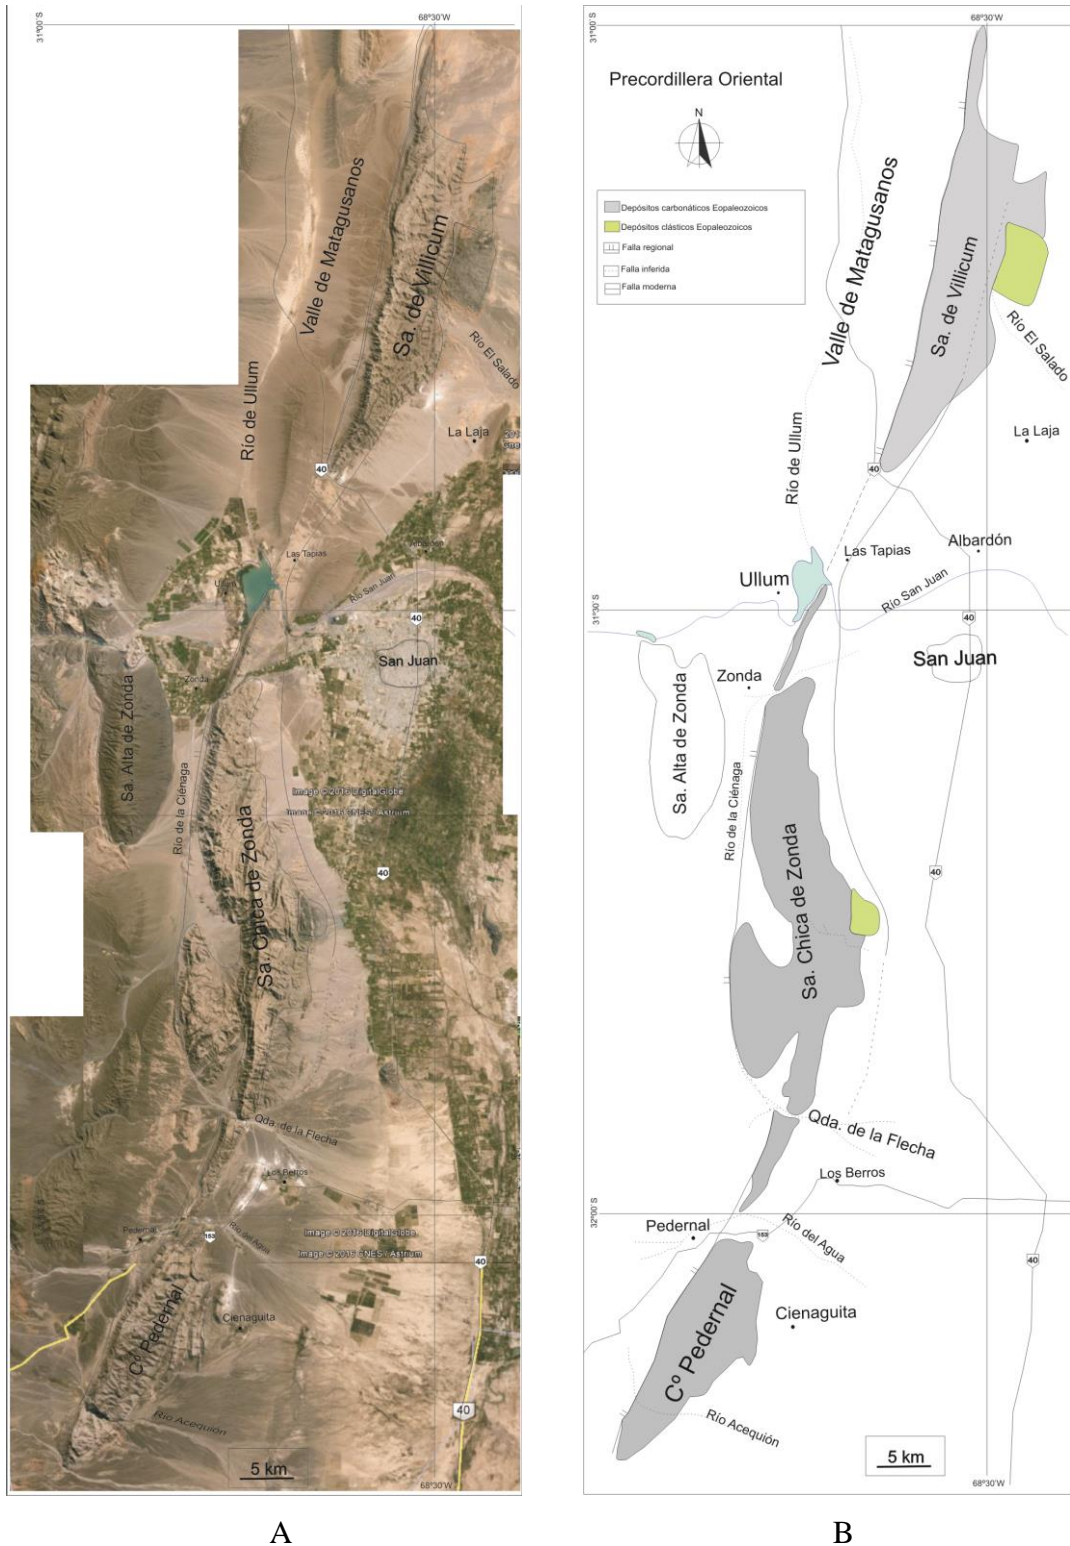 68°30'W
31°00'S
Valle de Matagusanos
Sa. de Villicum
Río El Salado
Río de Ullum
La Laja
40
Las Tapias
Albardón
Ullum
Río San Juan
40
San Juan
Zonda
Sa. Alta de Zonda
Río de la Ciénaga
Image © 2016 DigitalGlobe
Image © 2016 CNES / Astrium
40
Sa. Chica de Zonda
Qda. de la Flecha
Los Berros
Pedernal
Río del Agua
153
Image © 2016 DigitalGlobe
Image © 2016 CNES / Astrium
40
Cº Pedernal
Cienaguita
40
Río Acequión
5 km
68°30'W
A
31°00'S
68°30'W
Precordillera Oriental
N
Depósitos carbonáticos Eopaleozoicos
Depósitos clásticos Eopaleozoicos
Falla regional
Falla inferida
Falla moderna
Valle de Matagusanos
Sa. de Villicum
Río El Salado
La Laja
Río de Ullum
40
Las Tapias
Albardón
Ullum
Río San Juan
31°30'S
40
San Juan
Zonda
Sa. Alta de Zonda
Río de la Ciénaga
Sa. Chica de Zonda
40
Qda. de la Flecha
Los Berros
32°00'S
Pedernal
Río del Agua
153
40
Cº Pedernal
Cienaguita
Río Acequión
5 km
68°30'W
B